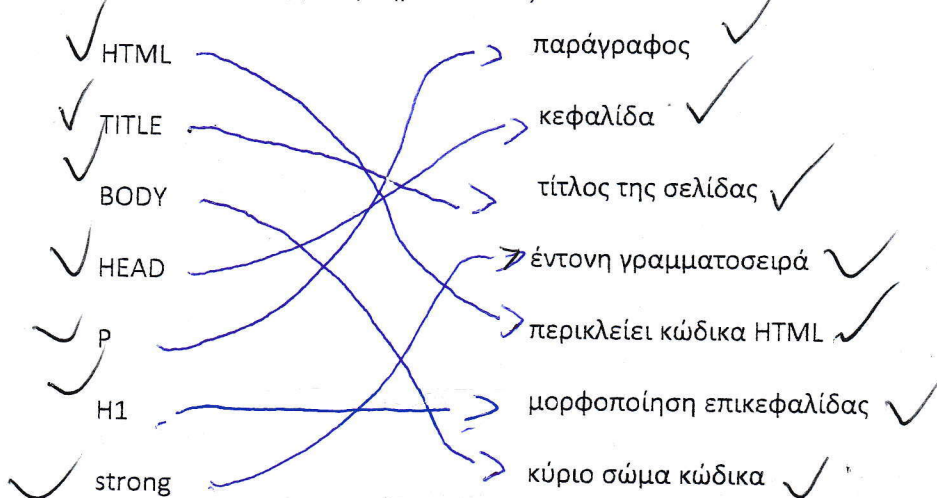 HTML παράγραφος
TITLE κεφαλίδα
BODY τίτλος της σελίδας
HEAD έντονη γραμματοσειρά
P περικλείει κώδικα HTML
H1 μορφοποίηση επικεφαλίδας
strong κύριο σώμα κώδικα